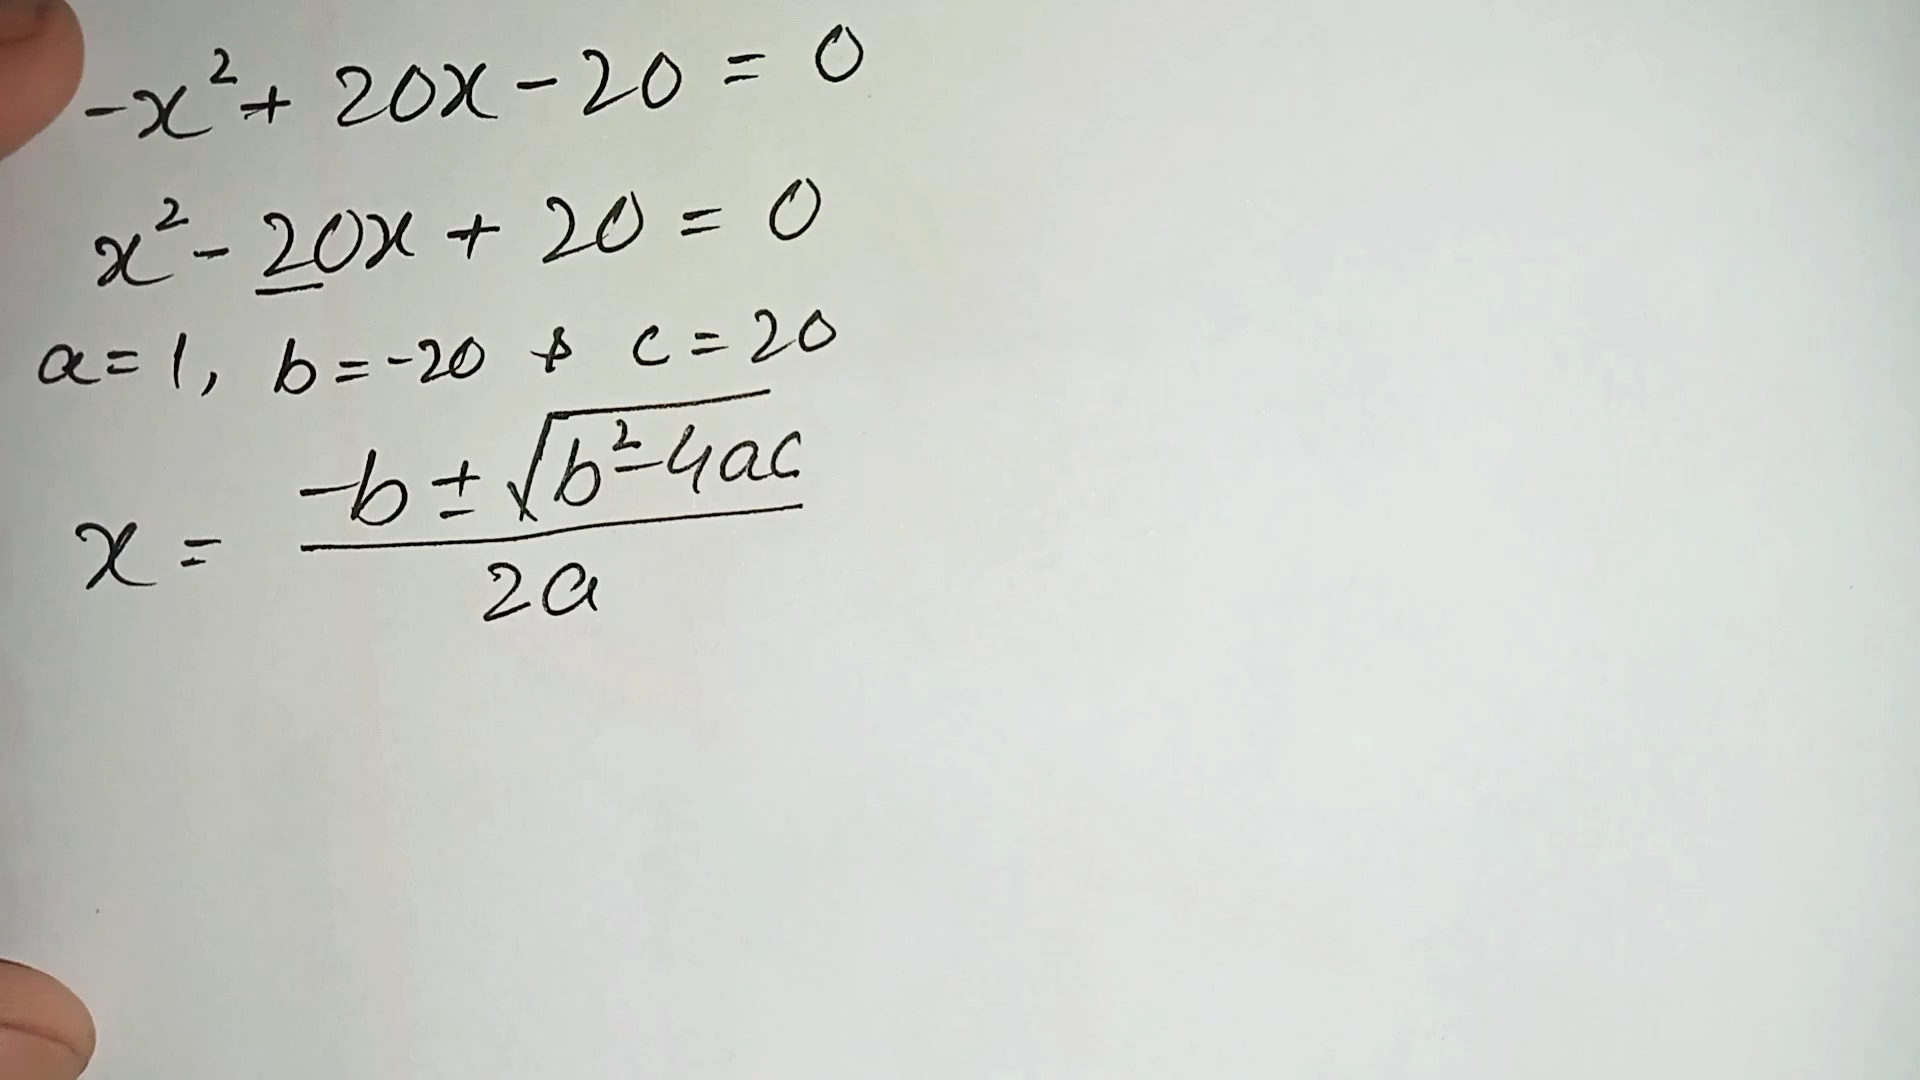 -x² + 20x - 20 = 0
x² - 20x + 20 = 0
a = 1, b = -20 & c = 20
x = (-b ± √(b² - 4ac)) / 2a